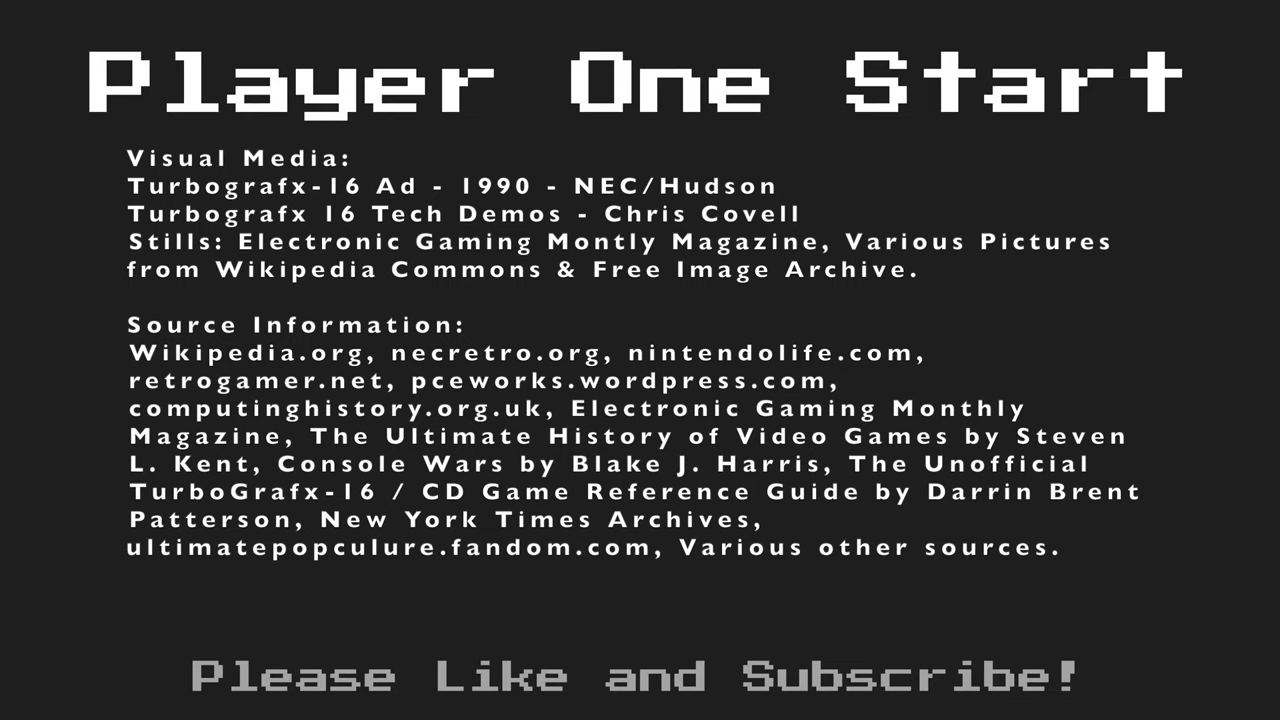 Player One Start
Visual Media:
Turbografx-16 Ad - 1990 - NEC/Hudson
Turbografx 16 Tech Demos - Chris Covell
Stills: Electronic Gaming Montly Magazine, Various Pictures
from Wikipedia Commons & Free Image Archive.
Source Information:
Wikipedia.org, necretro.org, nintendolife.com,
retrogamer.net, pceworks.wordpress.com,
computinghistory.org.uk, Electronic Gaming Monthly
Magazine, The Ultimate History of Video Games by Steven
L. Kent, Console Wars by Blake J. Harris, The Unofficial
TurboGrafx-16 / CD Game Reference Guide by Darrin Brent
Patterson, New York Times Archives,
ultimatepopculure.fandom.com, Various other sources.
Please Like and Subscribe!